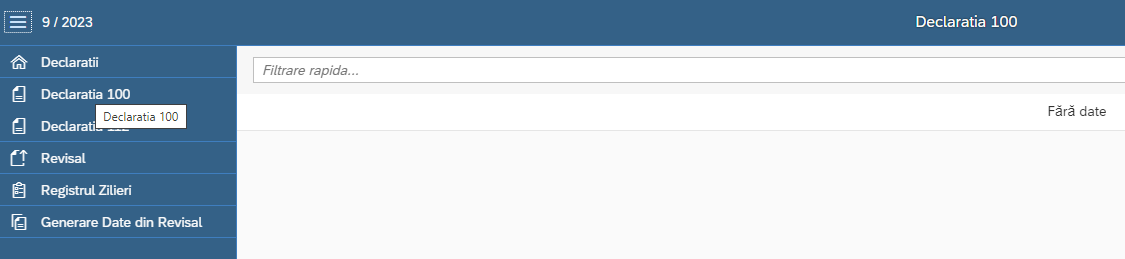 9 / 2023
Declaratia 100
Declaratii
Filtrare rapida...
Declaratia 100
Declaratia 100
Declaratia
Fără date
Revisal
Registrul Zilieri
Generare Date din Revisal